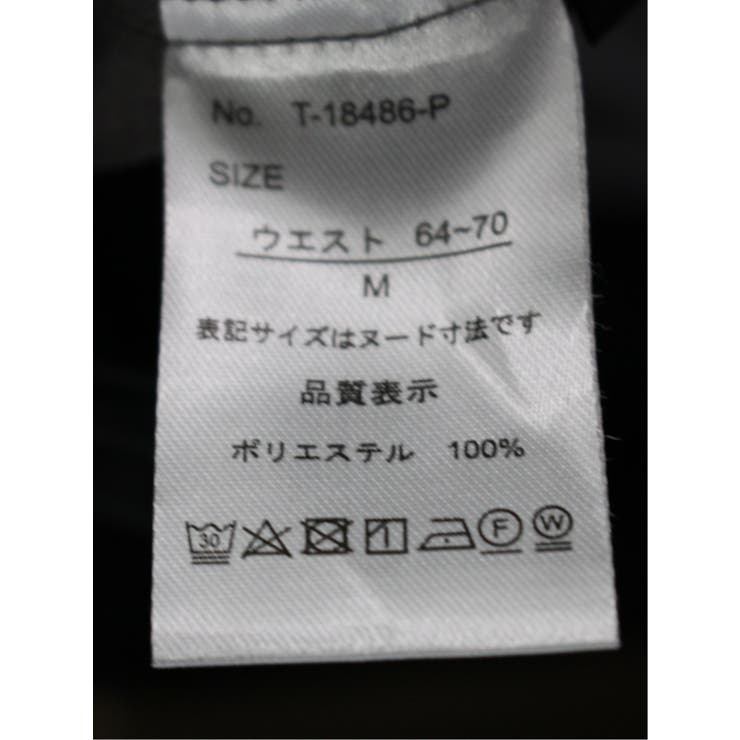 No. T-18486-P
SIZE
ウエスト 64~70
M
表記サイズはヌード寸法です
品質表示
ポリエステル 100%
30 F W